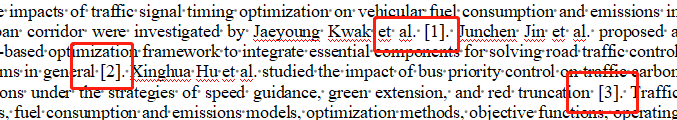 e impacts of traffic signal timing optimization on vehicular fuel consumption and emissions in
an corridor were investigated by Jaeyoung Kwak et al. [1]. Junchen Jin et al. proposed a
-based optimization framework to integrate essential components for solving road traffic control
ms in general [2]. Xinghua Hu et al. studied the impact of bus priority control on traffic carbon
ons under the strategies of speed guidance, green extension, and red truncation [3]. Traffic
s, fuel consumption and emissions models, optimization methods, objective functions, operating